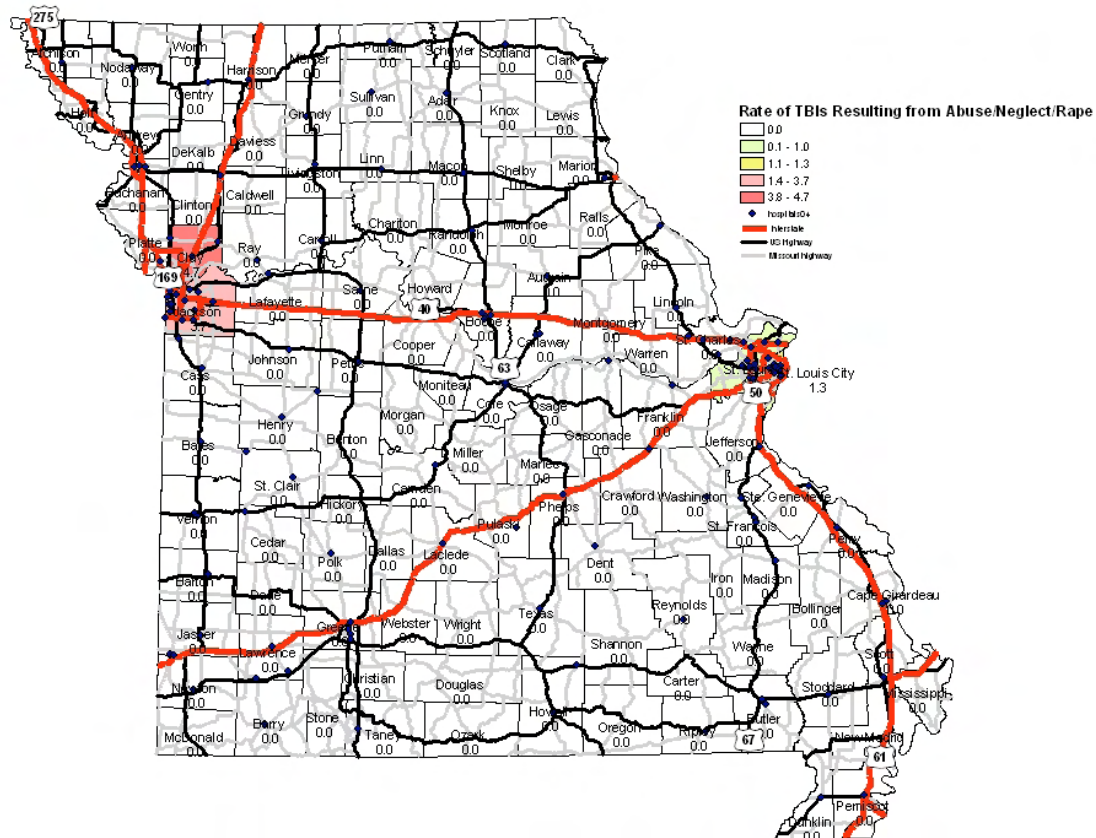 275
Rate of TBIs Resulting from Abuse/Neglect/Rape
0.0
0.1 - 1.0
1.1 - 1.3
1.4 - 3.7
3.8 - 4.7
hospitals04
Interstate
US Highway
Missouri highway
Worth
Putnam 0.0
Schuyler 0.0
Scotland 0.0
Clark 0.0
Nodaway 0.0
Harrison 0.0
Mercer 0.0
Gentry 0.0
Sullivan 0.0
Adair 0.0
Knox 0.0
Lewis 0.0
Holt 0.0
Grundy 0.0
Daviess 0.0
DeKalb 0.0
Linn 0.0
Macon 0.0
Shelby 0.0
Marion 0.0
Livingston 0.0
Buchanan 0.0
Clinton 0.0
Caldwell 0.0
Chariton 0.0
Randolph 0.0
Monroe 0.0
Ralls 0.0
Platte 0.0
Clay 4.7
Ray 0.0
Carroll 0.0
Pike 0.0
169
Saline 0.0
Howard
40
Audrain 0.0
Lincoln 0.0
Jackson 3.7
Lafayette 0.0
Boone 0.0
Montgomery 0.0
Callaway 0.0
St. Charles 0.0
Johnson 0.0
Pettis 0.0
Cooper 0.0
Warren 0.0
63
St. Louis City 1.3
Cass 0.0
Moniteau 0.0
Cole 0.0
Osage 0.0
50
Morgan 0.0
Franklin 0.0
Henry 0.0
Benton 0.0
Gasconade 0.0
Jefferson 0.0
Bates 0.0
Miller 0.0
Maries 0.0
St. Clair 0.0
Camden 0.0
Crawford 0.0
Washington 0.0
Ste. Genevieve 0.0
Hickory 0.0
Phelps 0.0
Vernon 0.0
Pulaski 0.0
St. Francois 0.0
Perry 0.0
Cedar 0.0
Polk 0.0
Dallas 0.0
Laclede 0.0
Dent 0.0
Iron 0.0
Madison 0.0
Barton 0.0
Dade 0.0
Reynolds 0.0
Bollinger 0.0
Cape Girardeau 0.0
Texas 0.0
Jasper 0.0
Greene
Webster 0.0
Wright 0.0
Shannon 0.0
Wayne 0.0
Scott 0.0
Lawrence 0.0
Newton 0.0
Christian 0.0
Douglas 0.0
Carter 0.0
Stoddard 0.0
Mississippi 0.0
Barry 0.0
Stone 0.0
Taney 0.0
Ozark 0.0
Howell 0.0
Oregon 0.0
Ripley 0.0
Butler 0.0
McDonald 0.0
67
New Madrid
61
Pemiscot 0.0
Dunklin 0.0